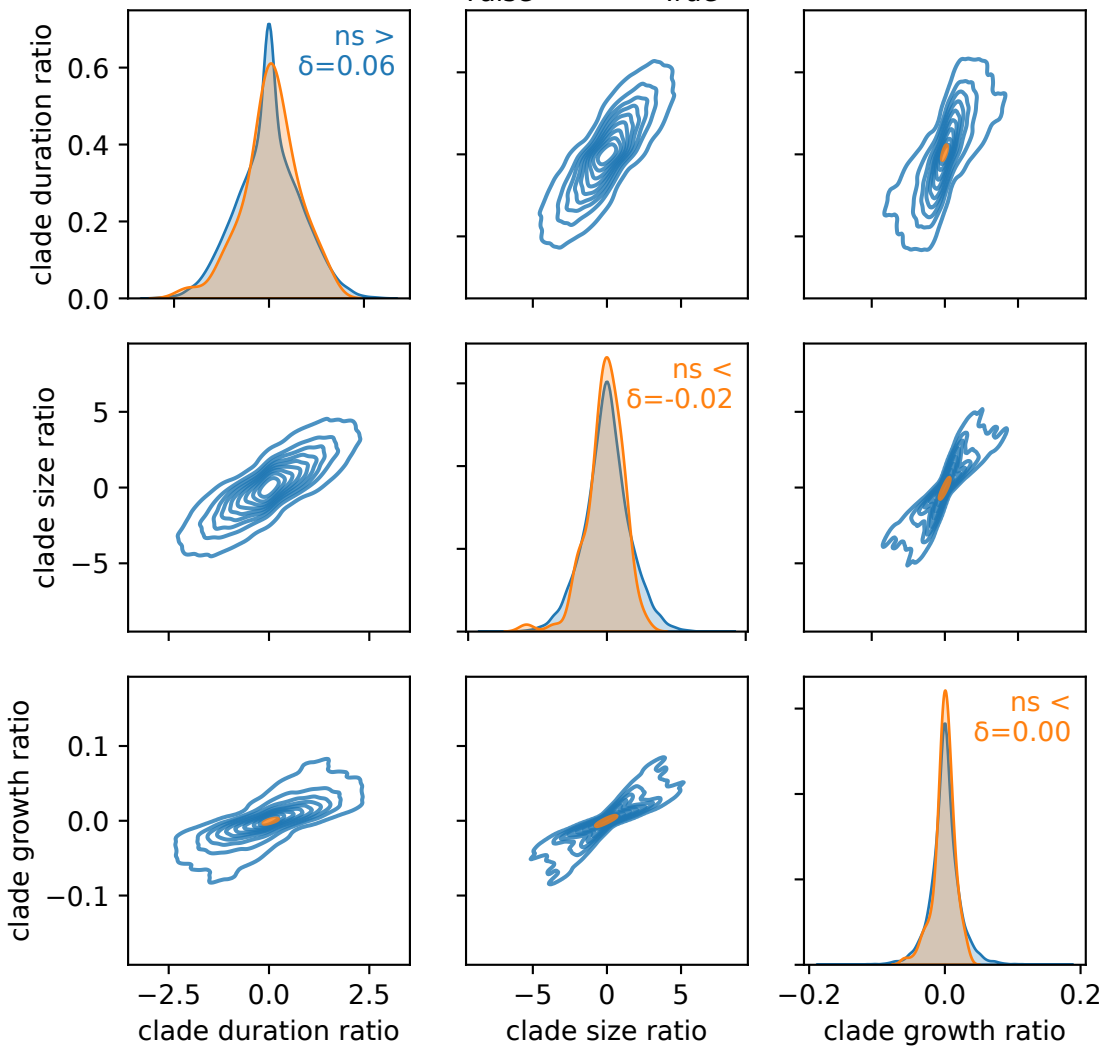 True
clade duration ratio
0.6
0.4
0.2
0.0
ns >
δ=0.06
clade size ratio
5
0
−5
ns <
δ=-0.02
clade growth ratio
0.1
0.0
−0.1
ns <
δ=0.00
−2.5
0.0
2.5
−5
0
5
−0.2
0.0
0.2
clade duration ratio
clade size ratio
clade growth ratio